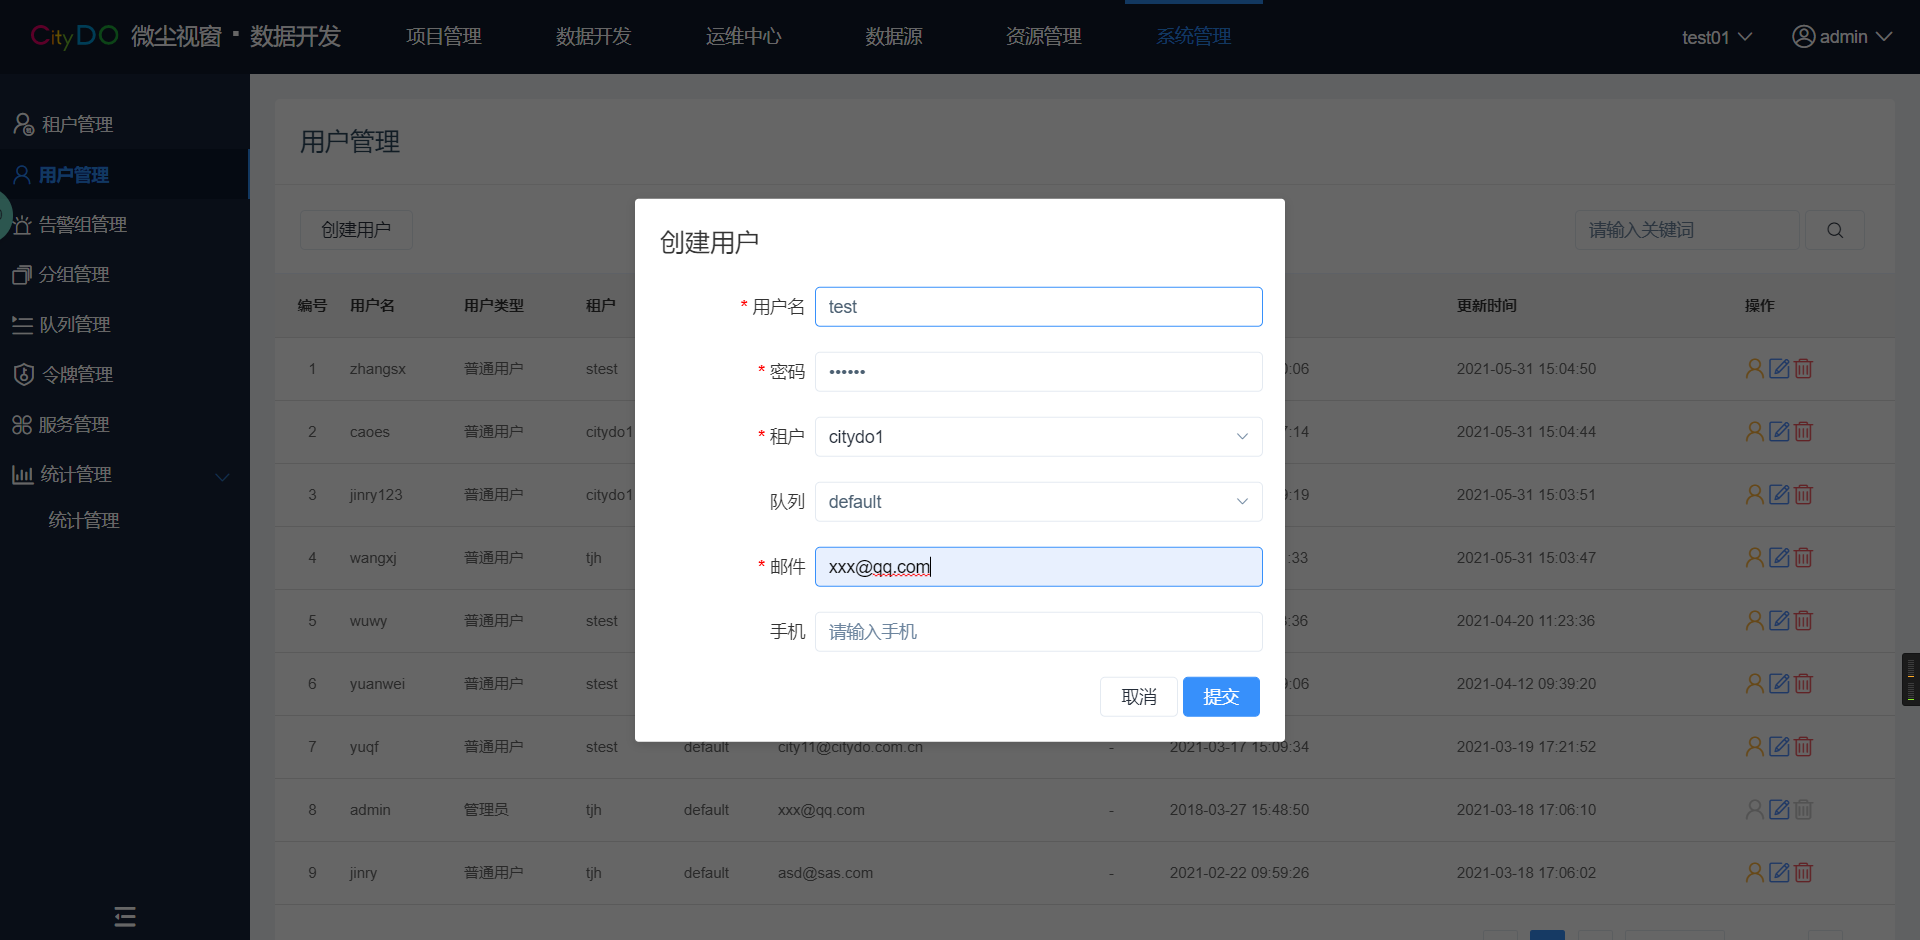 CityDO 微尘视窗·数据开发 项目管理 数据开发 运维中心 数据源 资源管理 系统管理 test01 admin
租户管理
用户管理
告警组管理
分组管理
队列管理
令牌管理
服务管理
统计管理
统计管理
用户管理
创建用户 请输入关键词
编号 用户名 用户类型 租户 更新时间 操作
1 zhangsx 普通用户 stest :06 2021-05-31 15:04:50
2 caoes 普通用户 citydo1 :14 2021-05-31 15:04:44
3 jinry123 普通用户 citydo1 :19 2021-05-31 15:03:51
4 wangxj 普通用户 tjh :33 2021-05-31 15:03:47
5 wuwy 普通用户 stest :36 2021-04-20 11:23:36
6 yuanwei 普通用户 stest :06 2021-04-12 09:39:20
7 yuqf 普通用户 stest default city11@citydo.com.cn - 2021-03-17 15:09:34 2021-03-19 17:21:52
8 admin 管理员 tjh default xxx@qq.com - 2018-03-27 15:48:50 2021-03-18 17:06:10
9 jinry 普通用户 tjh default asd@sas.com - 2021-02-22 09:59:26 2021-03-18 17:06:02
创建用户
* 用户名 test
* 密码 ••••••
* 租户 citydo1
队列 default
* 邮件 xxx@qq.com
手机 请输入手机
取消 提交